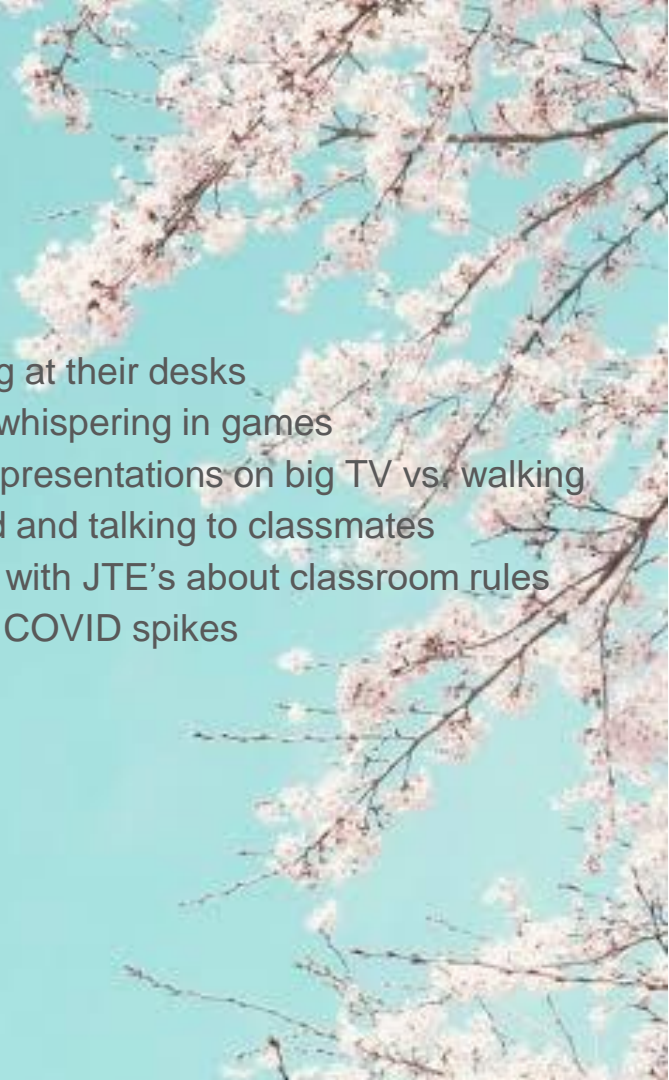 g at their desks
whispering in games
presentations on big TV vs. walking
d and talking to classmates
with JTE’s about classroom rules
COVID spikes